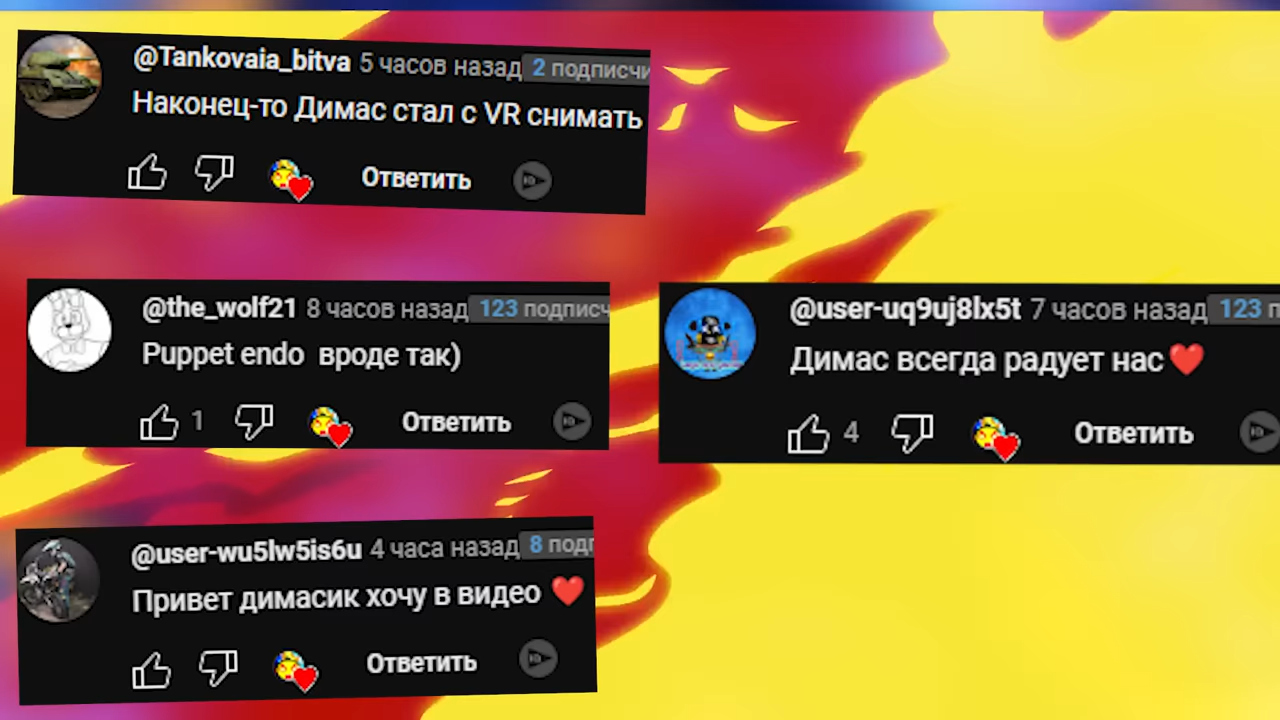 @Tankovaia_bitva 5 часов назад 2 подписчи
Наконец-то Димас стал с VR снимать
Ответить
@the_wolf21 8 часов назад 123 подписч
Puppet endo вроде так)
1 Ответить
@user-uq9uj8lx5t 7 часов назад 123 п
Димас всегда радует нас❤️
4 Ответить
@user-wu5lw5is6u 4 часа назад 8 подп
Привет димасик хочу в видео ❤️
Ответить